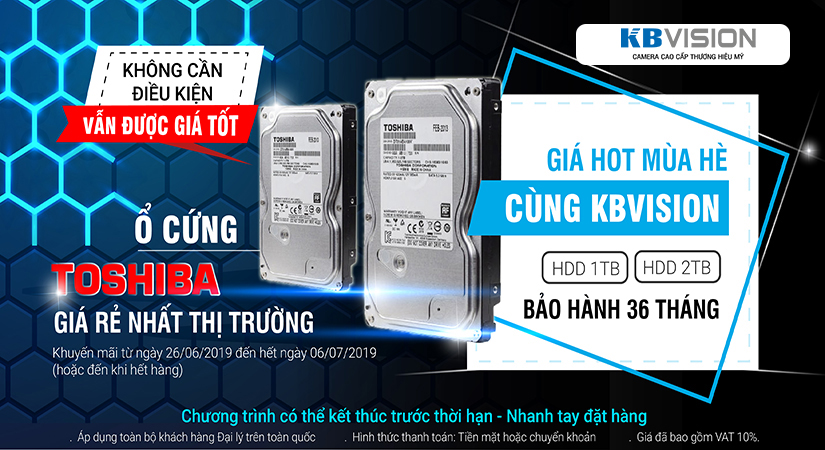 KBVISION
CAMERA CAO CẤP THƯƠNG HIỆU MỸ
KHÔNG CẦN
ĐIỀU KIỆN
VẪN ĐƯỢC GIÁ TỐT
TOSHIBA
FEB-2013
TOSHIBA
FEB-2013
Ổ CỨNG
TOSHIBA
GIÁ RẺ NHẤT THỊ TRƯỜNG
Khuyến mãi từ ngày 26/06/2019 đến hết ngày 06/07/2019
(hoặc đến khi hết hàng)
GIÁ HOT MÙA HÈ
CÙNG KBVISION
HDD 1TB HDD 2TB
BẢO HÀNH 36 THÁNG
Chương trình có thể kết thúc trước thời hạn - Nhanh tay đặt hàng
. Áp dụng toàn bộ khách hàng Đại lý trên toàn quốc . Hình thức thanh toán: Tiền mặt hoặc chuyển khoản . Giá đã bao gồm VAT 10%.